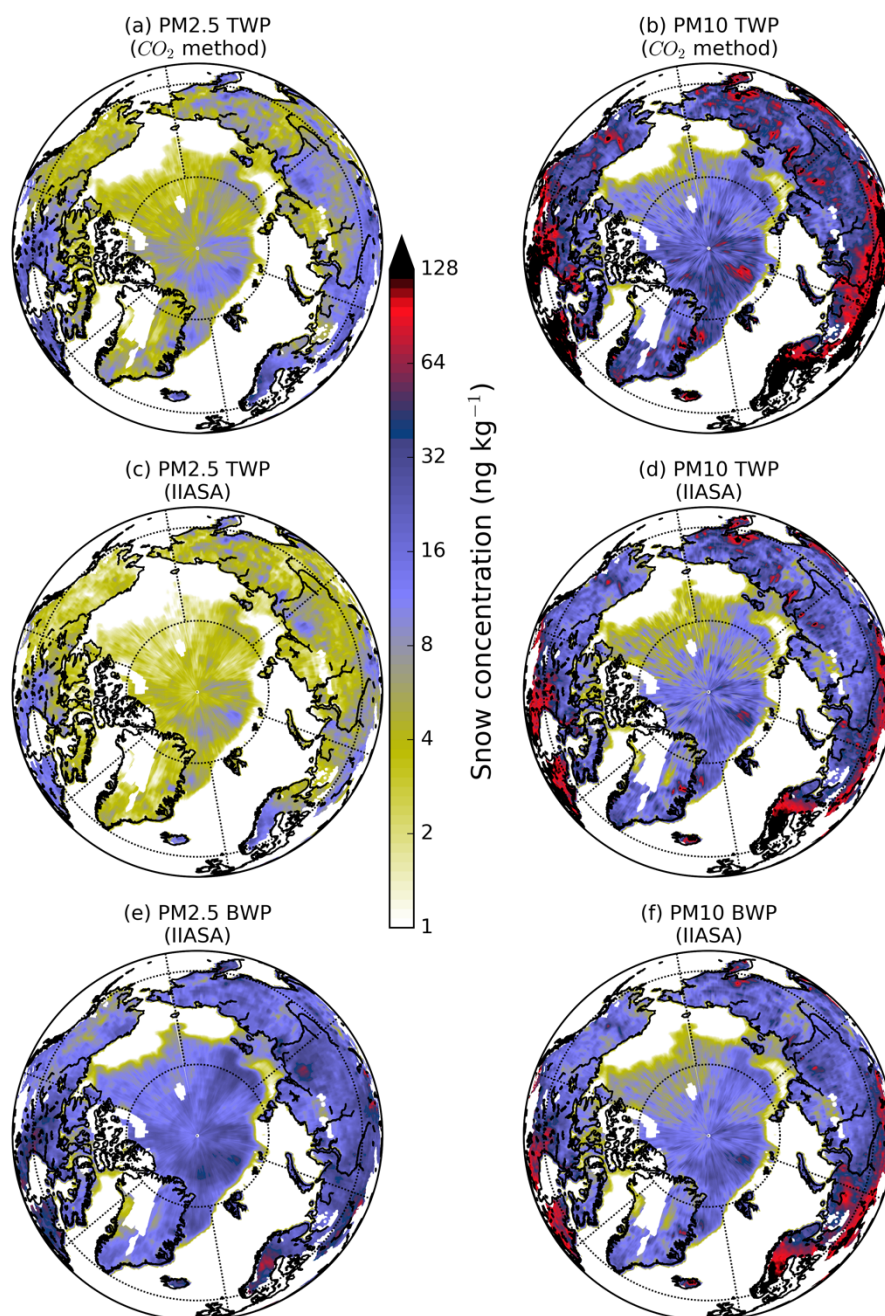 (a) PM2.5 TWP
(CO₂ method)
(b) PM10 TWP
(CO₂ method)
128
64
32
16
8
4
2
1
Snow concentration (ng kg⁻¹)
(c) PM2.5 TWP
(IIASA)
(d) PM10 TWP
(IIASA)
(e) PM2.5 BWP
(IIASA)
(f) PM10 BWP
(IIASA)